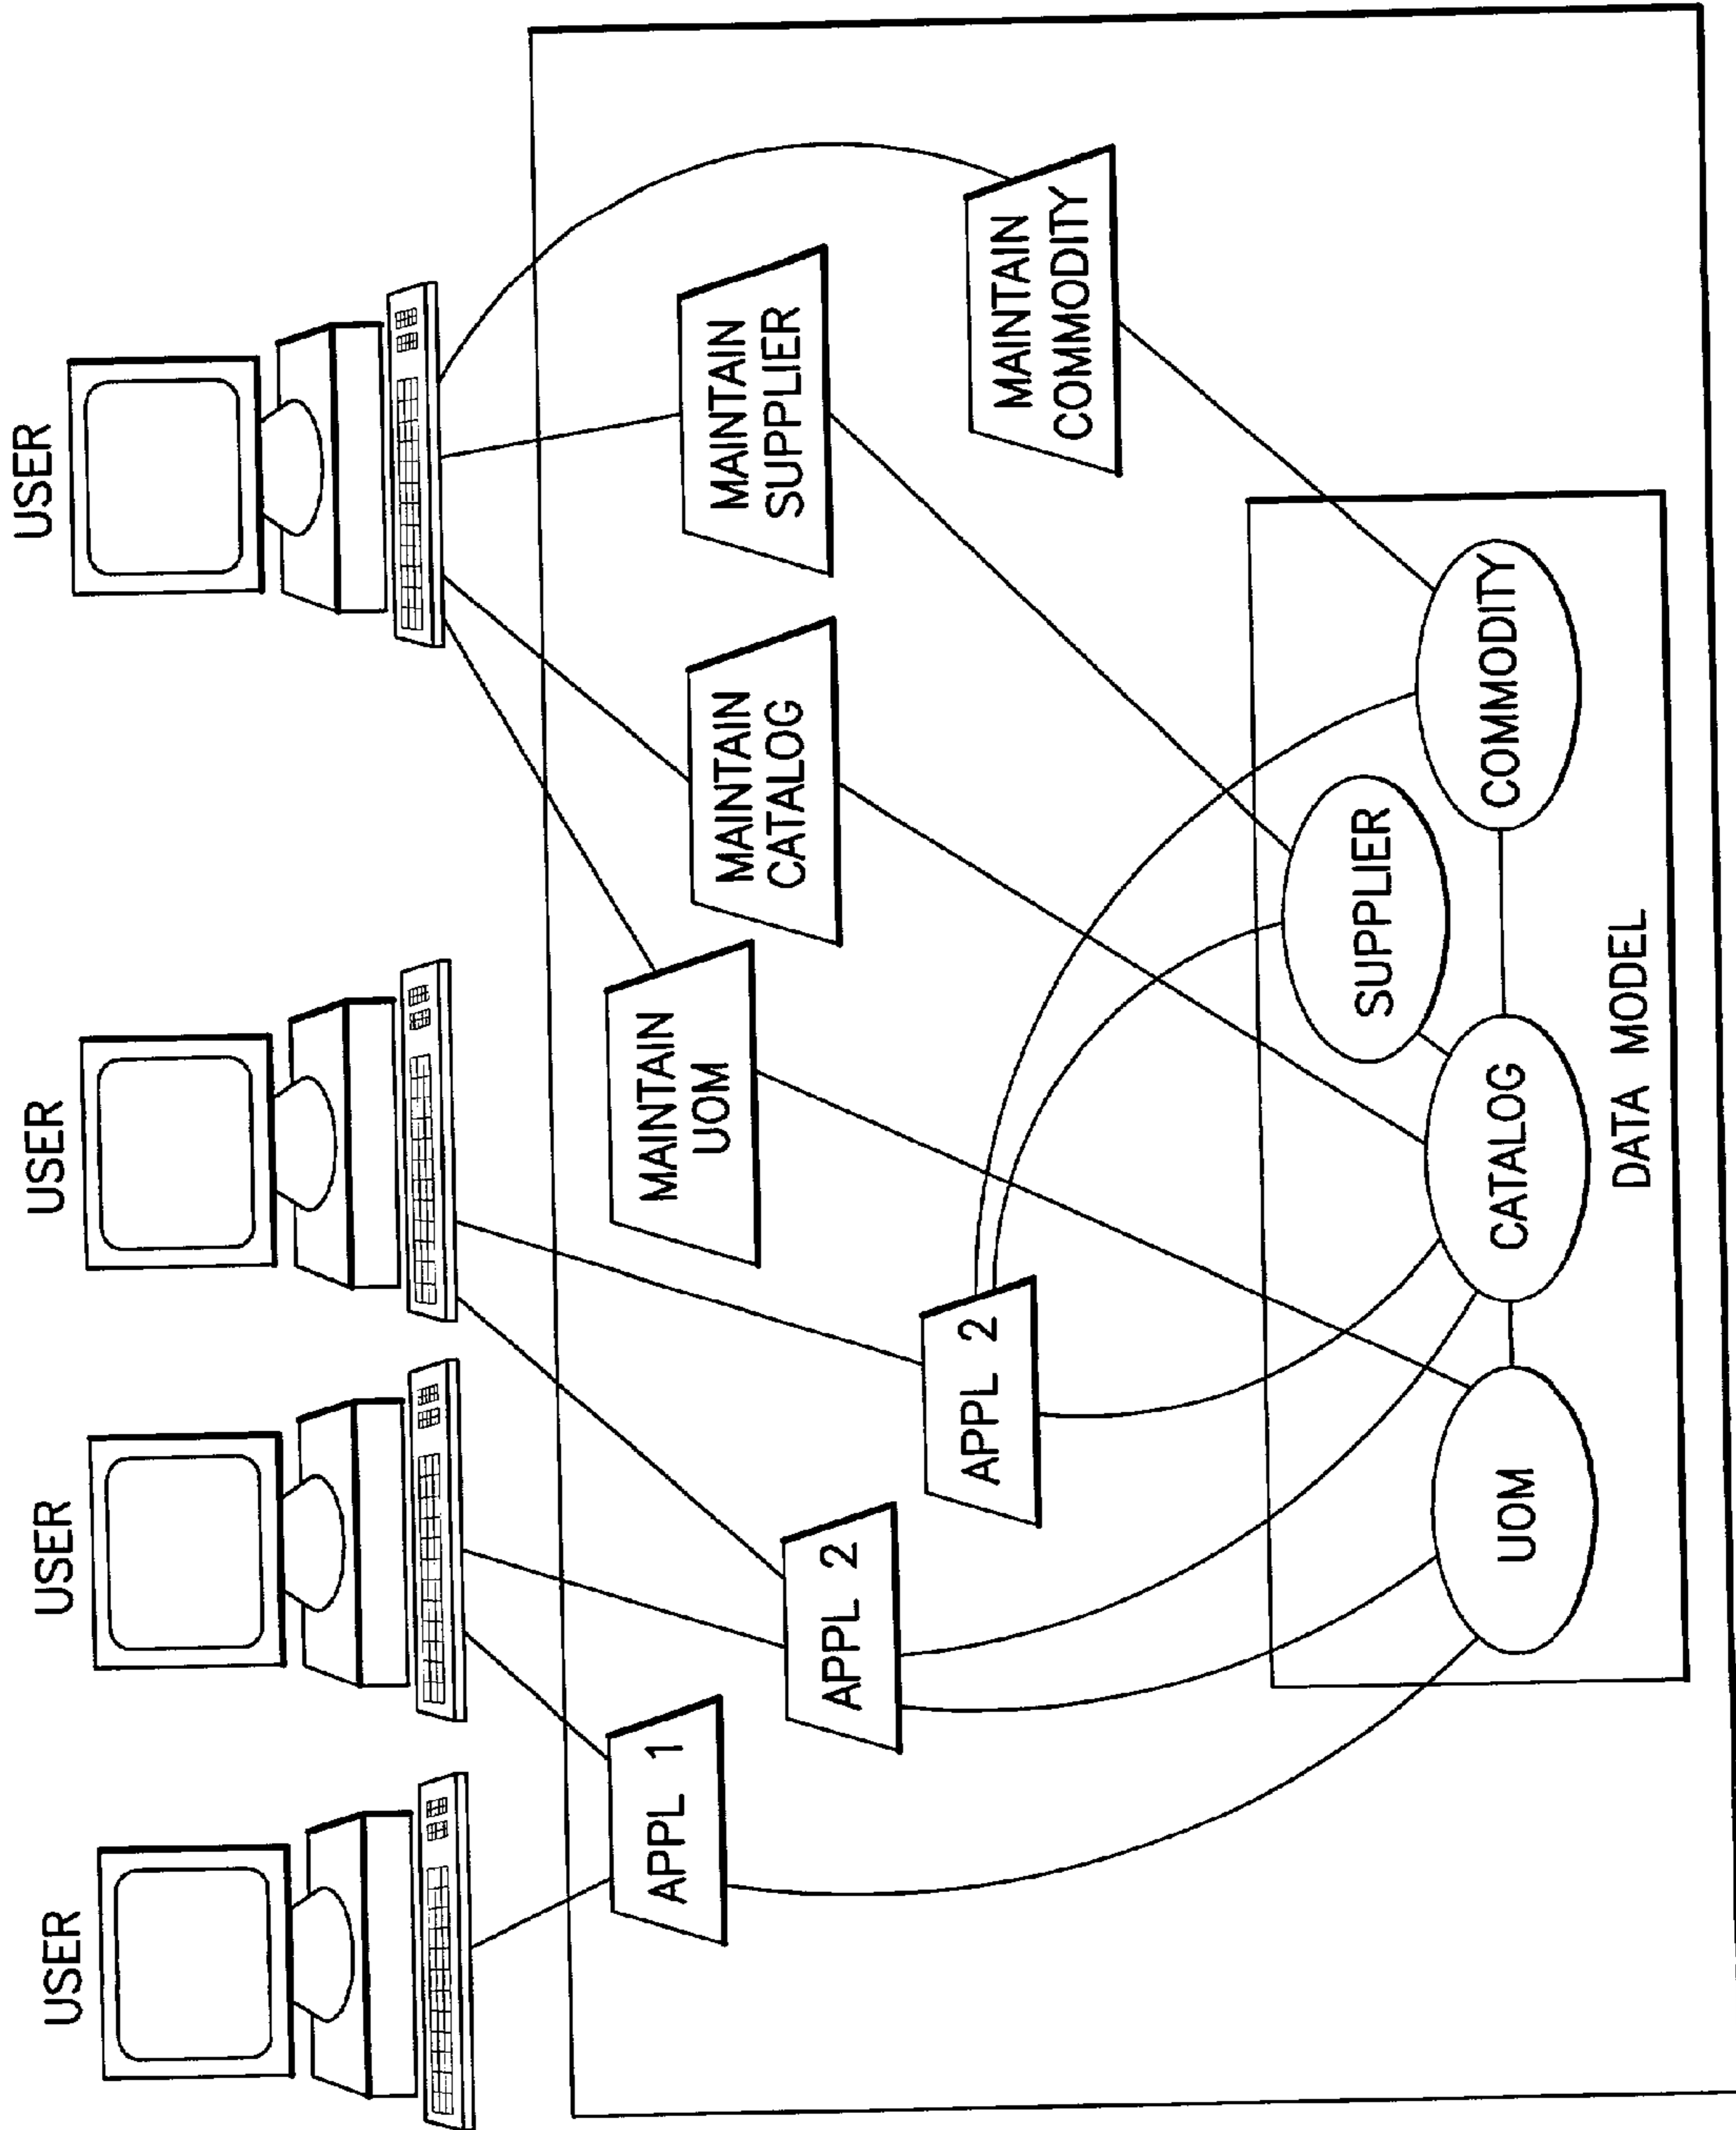 USER
USER
USER
USER
APPL 1
APPL 2
APPL 2
MAINTAIN
UOM
MAINTAIN
CATALOG
MAINTAIN
SUPPLIER
MAINTAIN
COMMODITY
UOM
CATALOG
SUPPLIER
COMMODITY
DATA MODEL